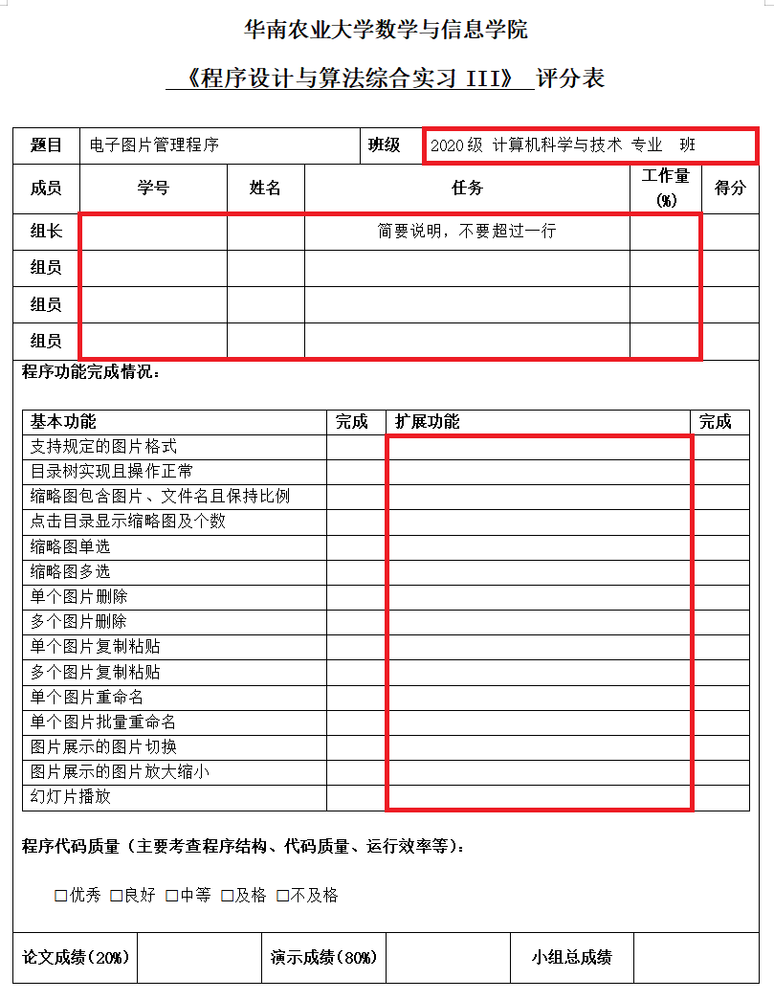 华南农业大学数学与信息学院
《程序设计与算法综合实习 III》 评分表
题目 电子图片管理程序 班级 2020级 计算机科学与技术 专业 班
成员 学号 姓名 任务 工作量(%) 得分
组长 简要说明，不要超过一行
组员
组员
组员
程序功能完成情况：
基本功能 完成 扩展功能 完成
支持规定的图片格式
目录树实现且操作正常
缩略图包含图片、文件名且保持比例
点击目录显示缩略图及个数
缩略图单选
缩略图多选
单个图片删除
多个图片删除
单个图片复制粘贴
多个图片复制粘贴
单个图片重命名
单个图片批量重命名
图片展示的图片切换
图片展示的图片放大缩小
幻灯片播放
程序代码质量（主要考查程序结构、代码质量、运行效率等）：
□优秀 □良好 □中等 □及格 □不及格
论文成绩(20%) 演示成绩(80%) 小组总成绩